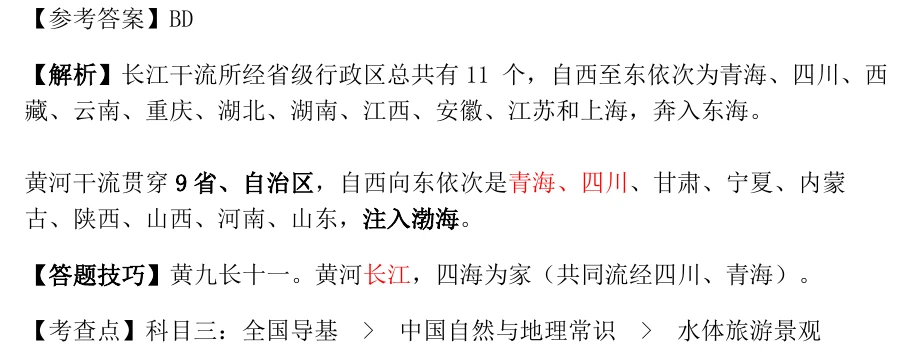 【参考答案】BD
【解析】长江干流所经省级行政区总共有11 个，自西至东依次为青海、四川、西
藏、云南、重庆、湖北、湖南、江西、安徽、江苏和上海，奔入东海。
黄河干流贯穿9省、自治区，自西向东依次是青海、四川、甘肃、宁夏、内蒙
古、陕西、山西、河南、山东，注入渤海。
【答题技巧】黄九长十一。黄河长江，四海为家（共同流经四川、青海）。
【考查点】科目三：全国导基 > 中国自然与地理常识 > 水体旅游景观